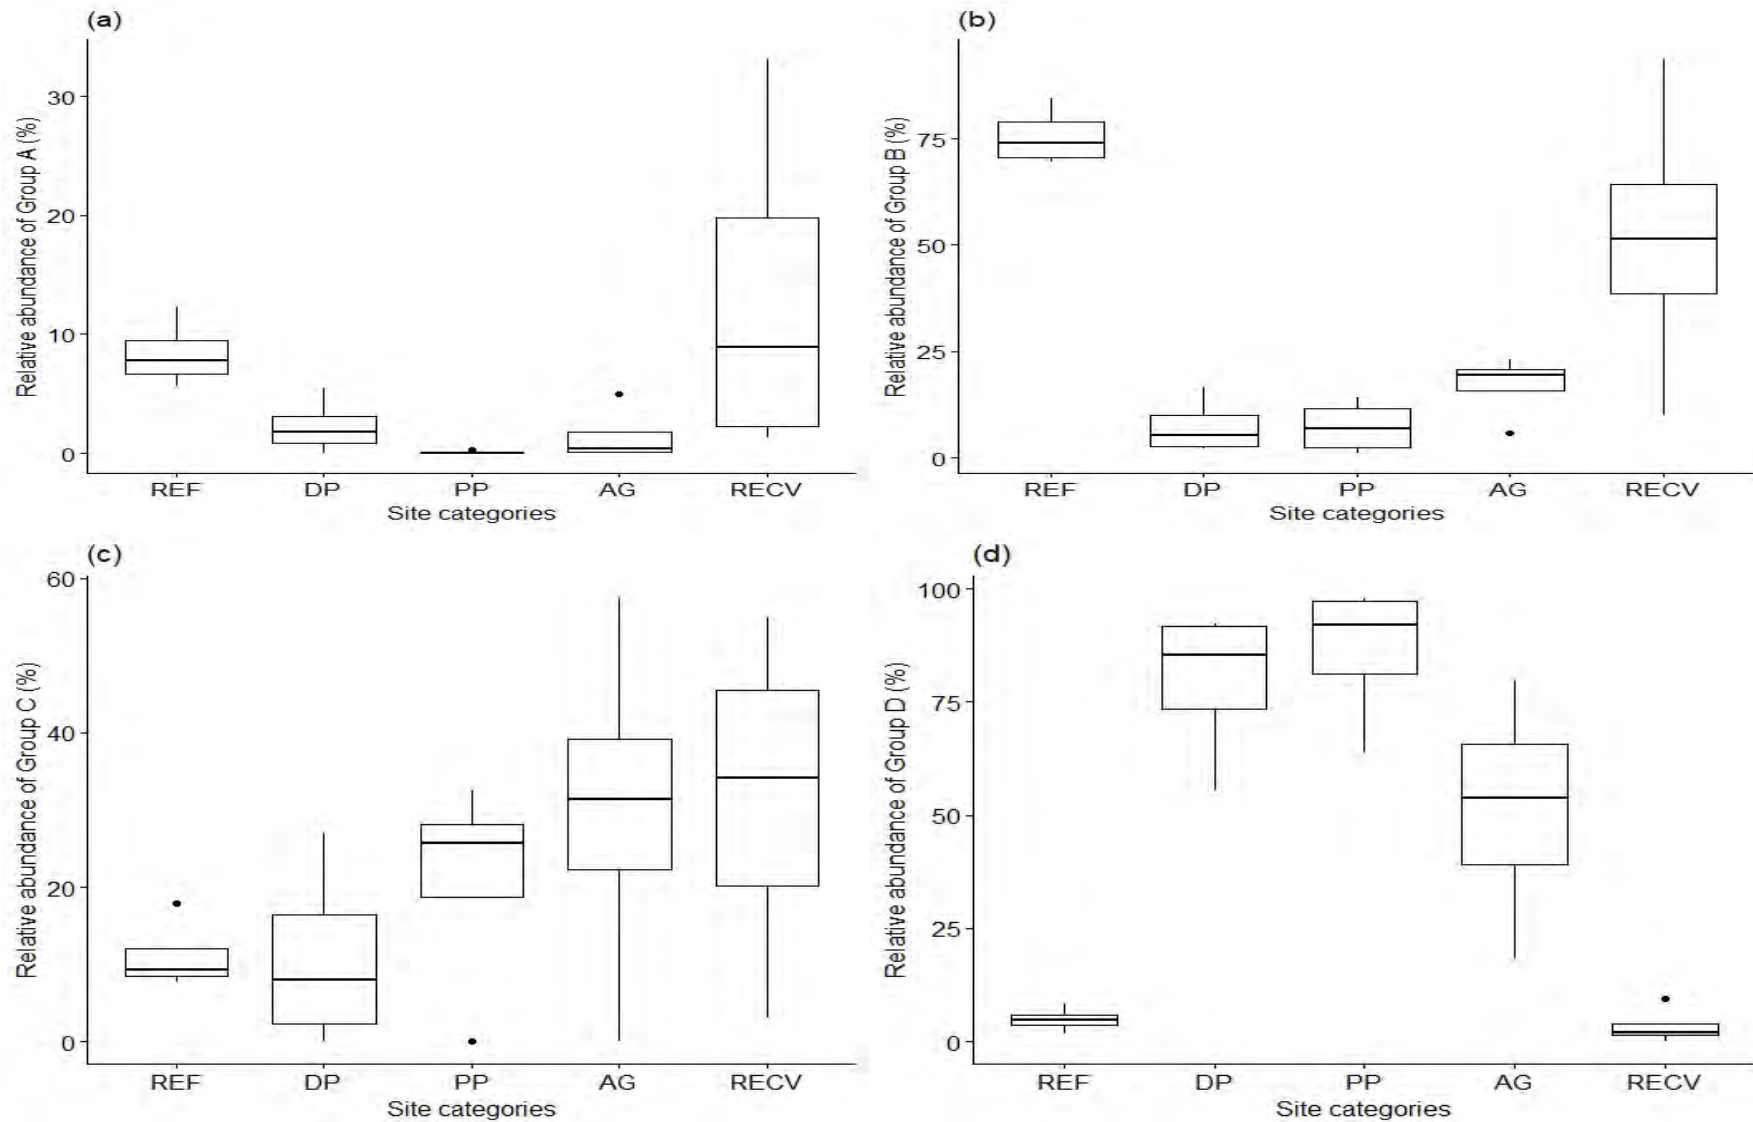 (a)
Relative abundance of Group A (%)
30
20
10
0
REF DP PP AG RECV
Site categories
(b)
Relative abundance of Group B (%)
75
50
25
0
REF DP PP AG RECV
Site categories
(c)
Relative abundance of Group C (%)
60
40
20
0
REF DP PP AG RECV
Site categories
(d)
Relative abundance of Group D (%)
100
75
50
25
0
REF DP PP AG RECV
Site categories